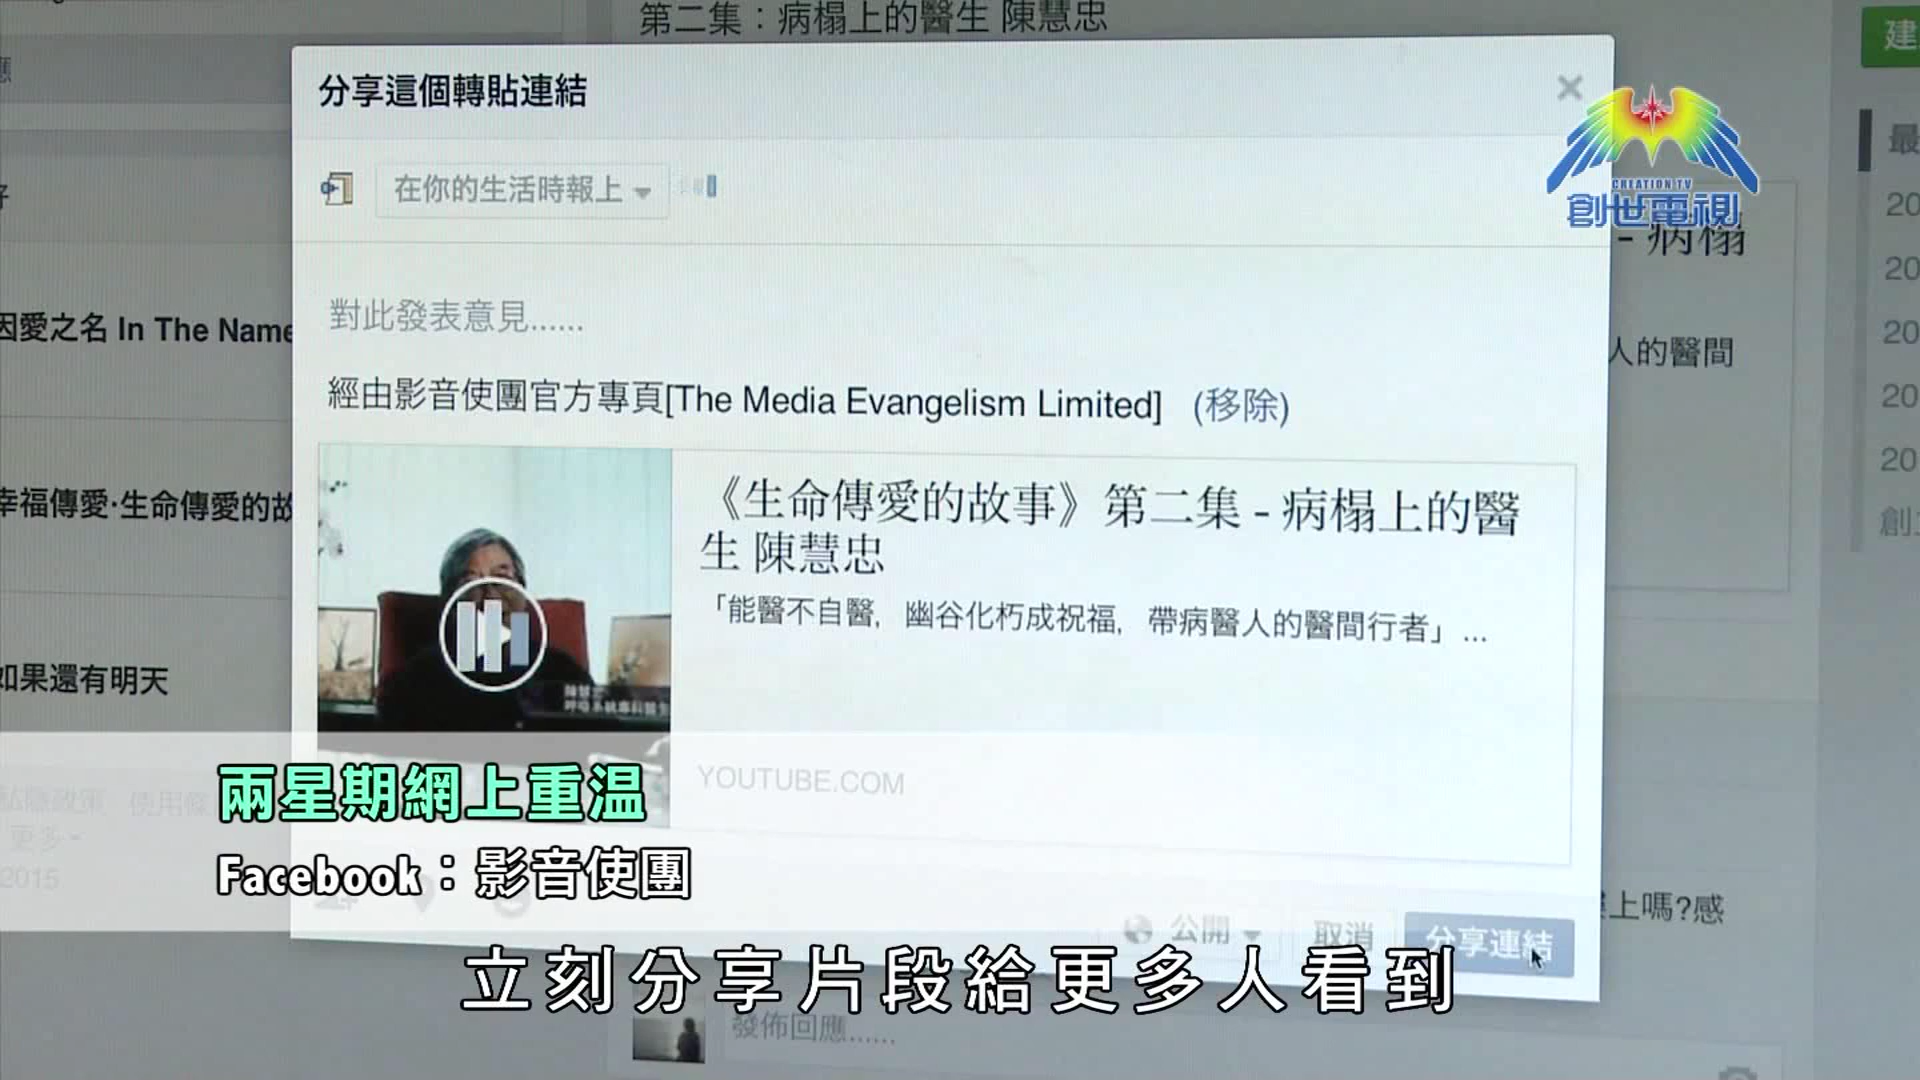 第二集：病榻上的醫生 陳慧忠
分享這個轉貼連結
在你的生活時報上
CREATION TV
創世電視
- 病榻
對此發表意見......
因愛之名 In The Name
人的醫間
經由影音使團官方專頁[The Media Evangelism Limited] (移除)
《生命傳愛的故事》第二集 - 病榻上的醫
生 陳慧忠
幸福傳愛·生命傳愛的故
「能醫不自醫，幽谷化朽成祝福，帶病醫人的醫間行者」...
如果還有明天
YOUTUBE.COM
兩星期網上重温
更多
2015
Facebook：影音使團
上嗎?感
公開
取消
分享連結
立刻分享片段給更多人看到
發佈回應......